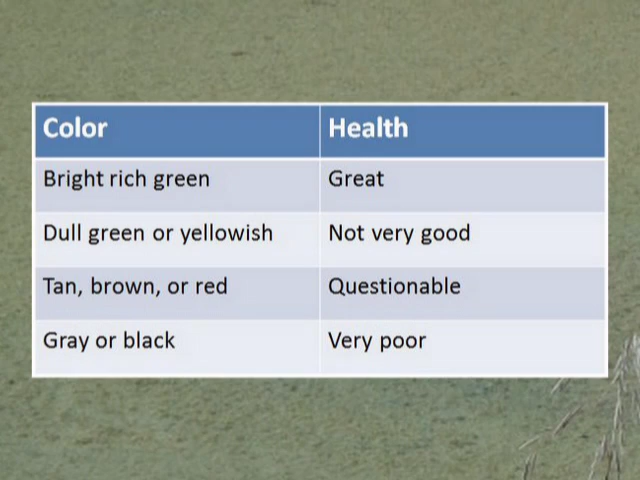 Color Health
Bright rich green Great
Dull green or yellowish Not very good
Tan, brown, or red Questionable
Gray or black Very poor